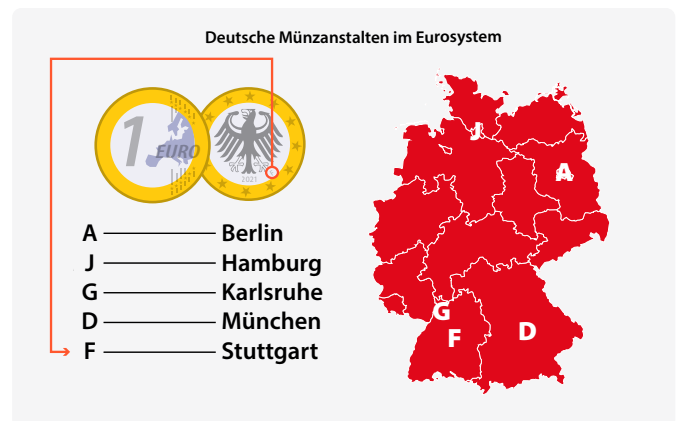 Deutsche Münzanstalten im Eurosystem
1 EURO
2021
A Berlin
J Hamburg
G Karlsruhe
D München
F Stuttgart
J
A
G
F
D